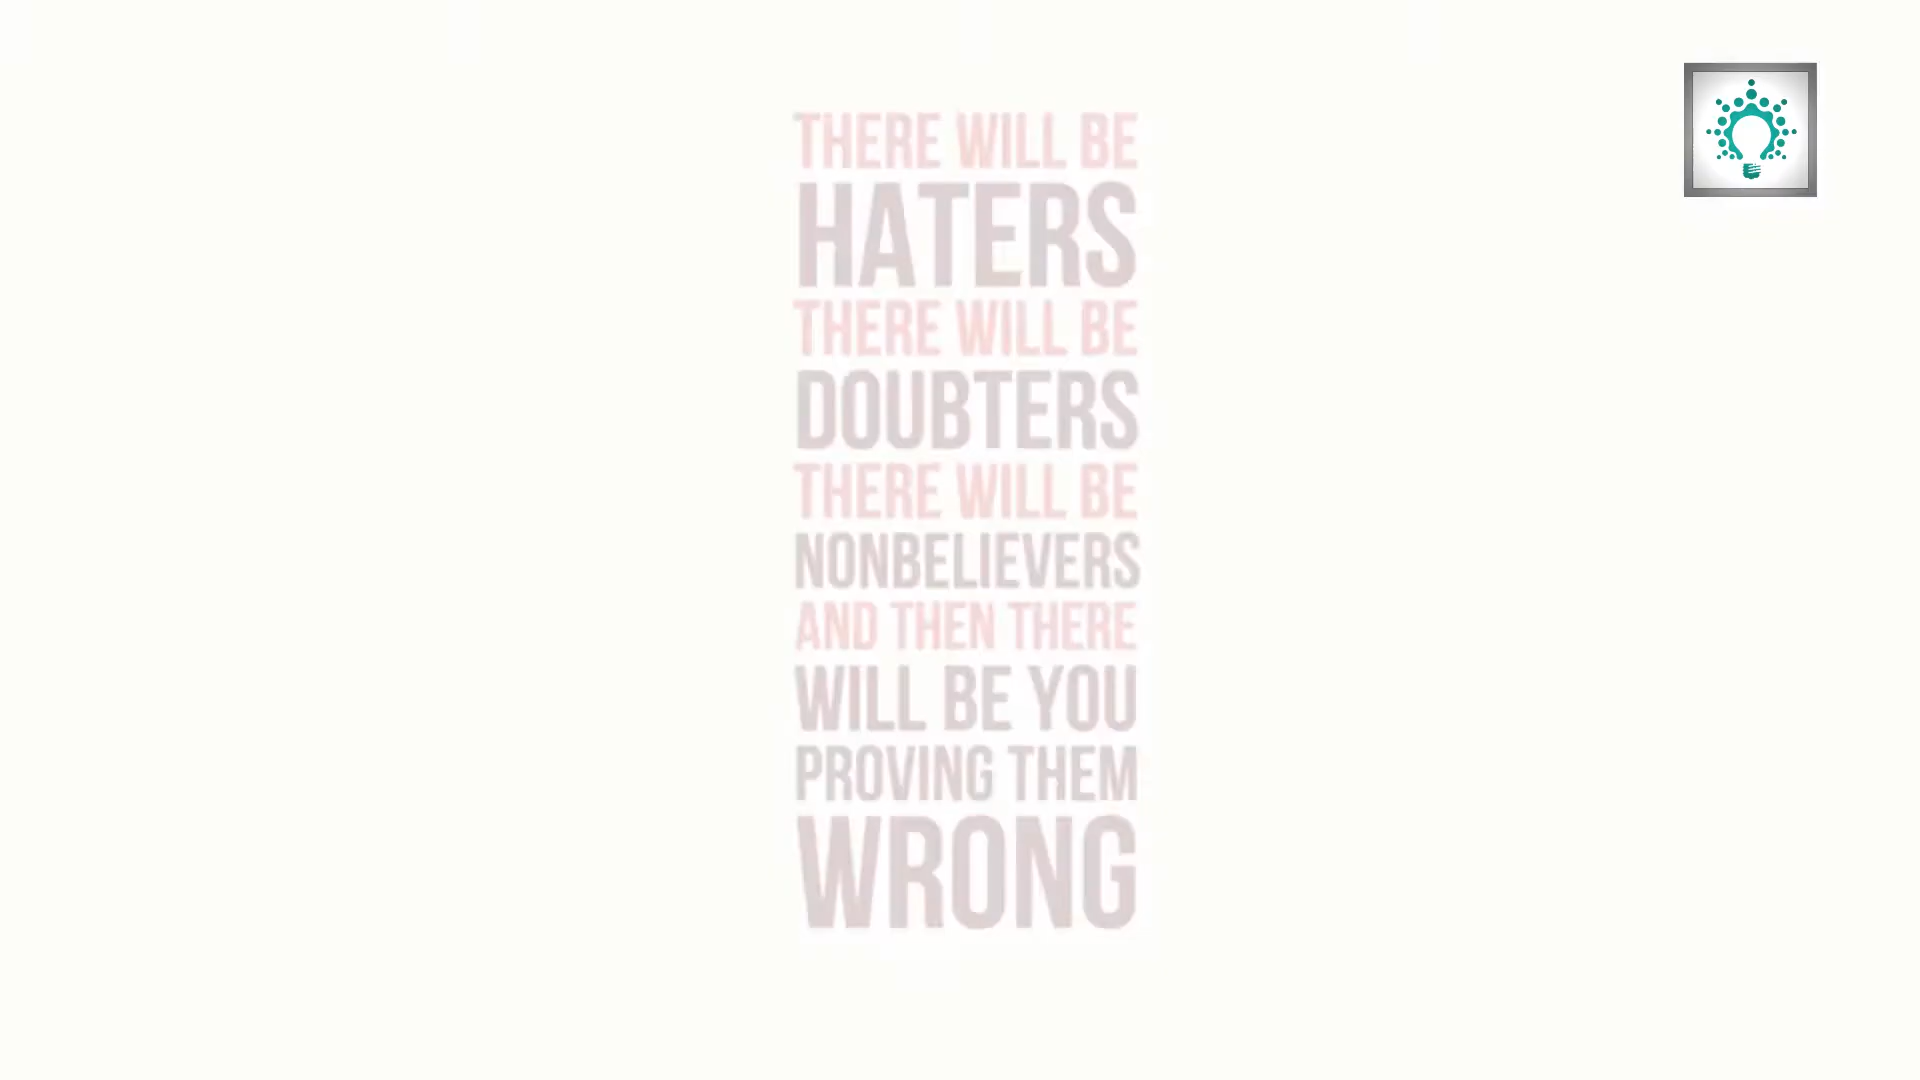 THERE WILL BE
HATERS
THERE WILL BE
DOUBTERS
THERE WILL BE
NONBELIEVERS
AND THEN THERE
WILL BE YOU
PROVING THEM
WRONG